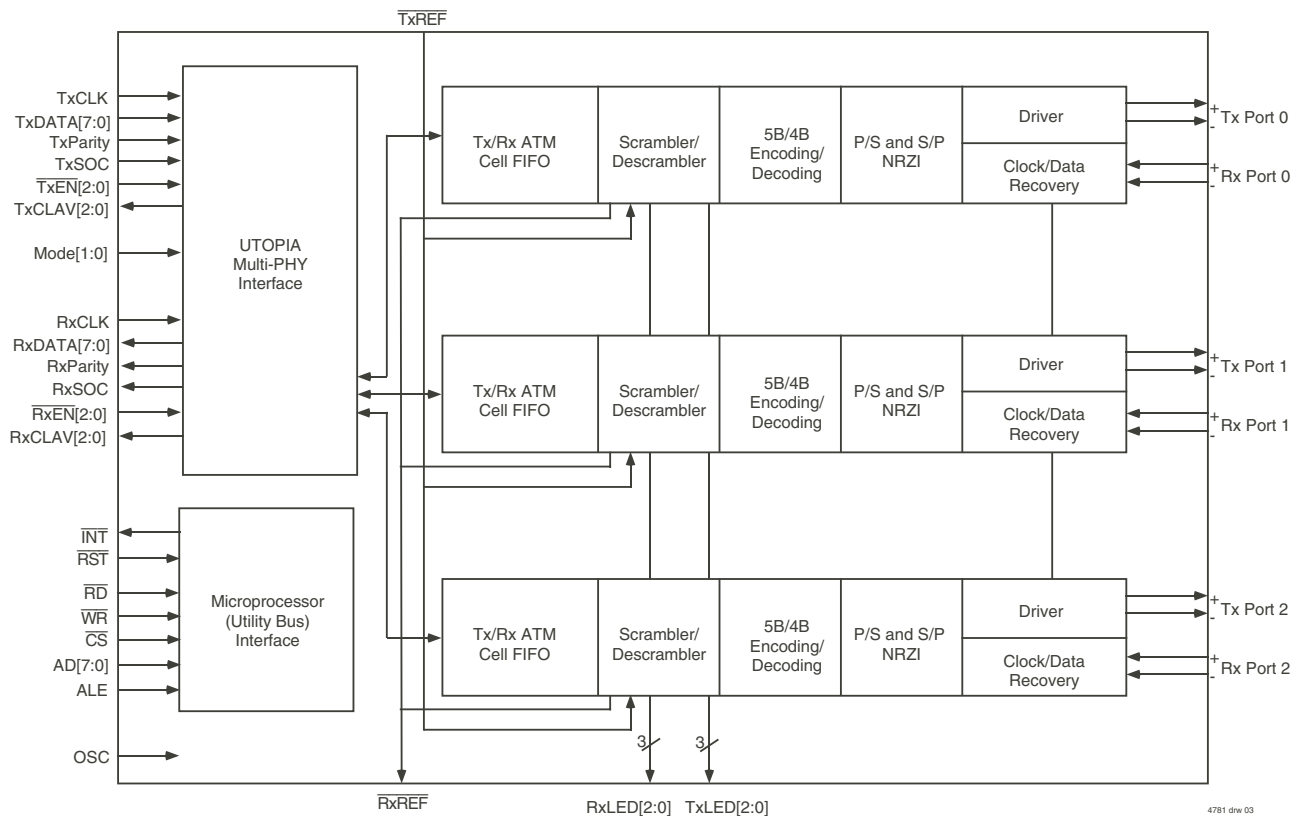 TxREF
TxCLK
TxDATA[7:0]
TxParity
TxSOC
TxEN[2:0]
TxCLAV[2:0]
Mode[1:0]
RxCLK
RxDATA[7:0]
RxParity
RxSOC
RxEN[2:0]
RxCLAV[2:0]
UTOPIA
Multi-PHY
Interface
INT
RST
RD
WR
CS
AD[7:0]
ALE
OSC
Microprocessor
(Utility Bus)
Interface
Tx/Rx ATM
Cell FIFO
Scrambler/
Descrambler
5B/4B
Encoding/
Decoding
P/S and S/P
NRZI
Driver
Clock/Data
Recovery
+
-
Tx Port 0
+
-
Rx Port 0
Tx/Rx ATM
Cell FIFO
Scrambler/
Descrambler
5B/4B
Encoding/
Decoding
P/S and S/P
NRZI
Driver
Clock/Data
Recovery
+
-
Tx Port 1
+
-
Rx Port 1
Tx/Rx ATM
Cell FIFO
Scrambler/
Descrambler
5B/4B
Encoding/
Decoding
P/S and S/P
NRZI
Driver
Clock/Data
Recovery
+
-
Tx Port 2
+
-
Rx Port 2
3
3
RxREF
RxLED[2:0]
TxLED[2:0]
4781 drw 03